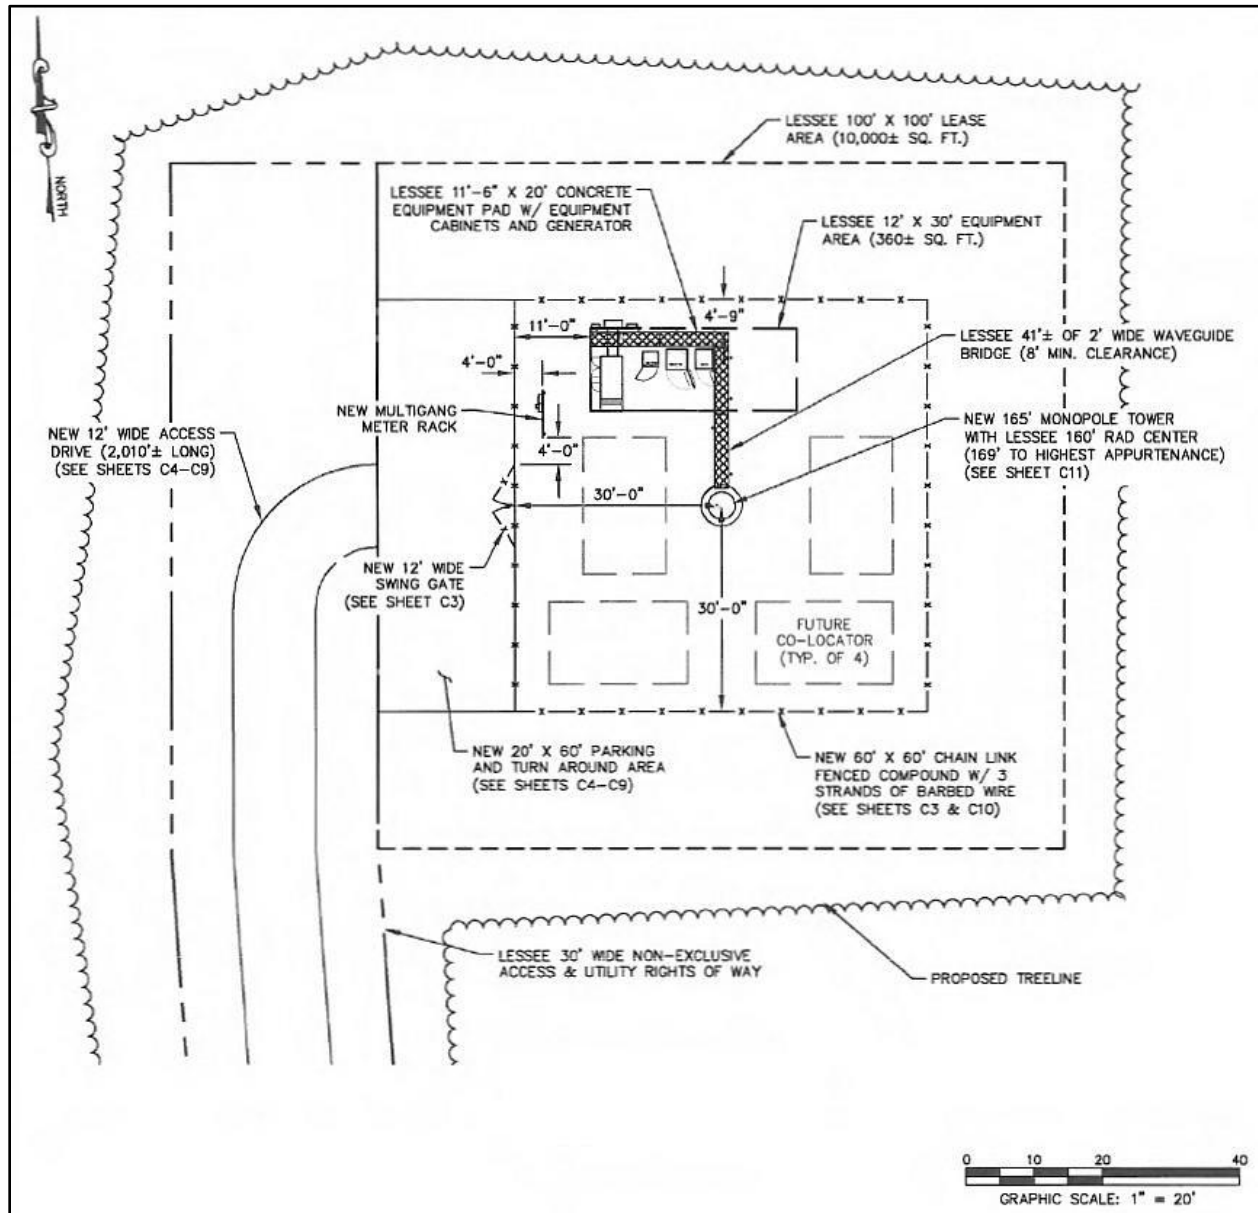 NORTH
LESSEE 100' X 100' LEASE
AREA (10,000± SQ. FT.)
LESSEE 11'-6" X 20' CONCRETE
EQUIPMENT PAD W/ EQUIPMENT
CABINETS AND GENERATOR
LESSEE 12' X 30' EQUIPMENT
AREA (360± SQ. FT.)
4'-9"
11'-0"
LESSEE 41'± OF 2' WIDE WAVEGUIDE
BRIDGE (8' MIN. CLEARANCE)
4'-0"
NEW MULTIGANG
METER RACK
NEW 12' WIDE ACCESS
DRIVE (2,010'± LONG)
(SEE SHEETS C4-C9)
4'-0"
NEW 165' MONOPOLE TOWER
WITH LESSEE 160' RAD CENTER
(169' TO HIGHEST APPURTENANCE)
(SEE SHEET C11)
30'-0"
NEW 12' WIDE
SWING GATE
(SEE SHEET C3)
30'-0"
FUTURE
CO-LOCATOR
(TYP. OF 4)
NEW 20' X 60' PARKING
AND TURN AROUND AREA
(SEE SHEETS C4-C9)
NEW 60' X 60' CHAIN LINK
FENCED COMPOUND W/ 3
STRANDS OF BARBED WIRE
(SEE SHEETS C3 & C10)
LESSEE 30' WIDE NON-EXCLUSIVE
ACCESS & UTILITY RIGHTS OF WAY
PROPOSED TREELINE
0 10 20 40
GRAPHIC SCALE: 1" = 20'